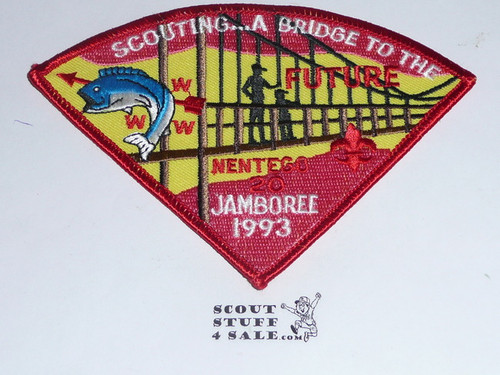 SCOUTING...A BRIDGE TO THE
FUTURE
W
W W
NENTEGO
20
JAMBOREE
1993
SCOUT
STUFF
4 SALE.com